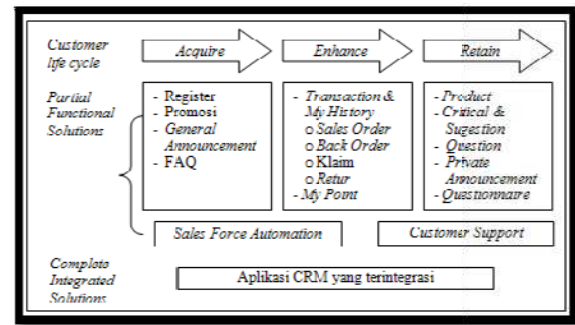 Customer
life cycle
Acquire
Enhance
Retain
Partial
Functional
Solutions
- Register
- Promosi
- General
Announcement
- FAQ
- Transaction &
My History
o Sales Order
o Back Order
o Klaim
o Retur
- My Point
- Product
- Critical &
Sugestion
- Question
- Private
Announcement
- Questionnaire
Sales Force Automation
Customer Support
Complete
Integrated
Solutions
Aplikasi CRM yang terintegrasi